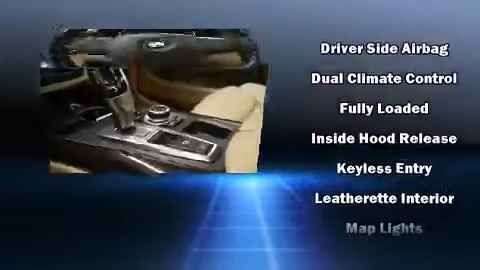 Driver Side Airbag
Dual Climate Control
Fully Loaded
Inside Hood Release
Keyless Entry
Leatherette Interior
Map Lights